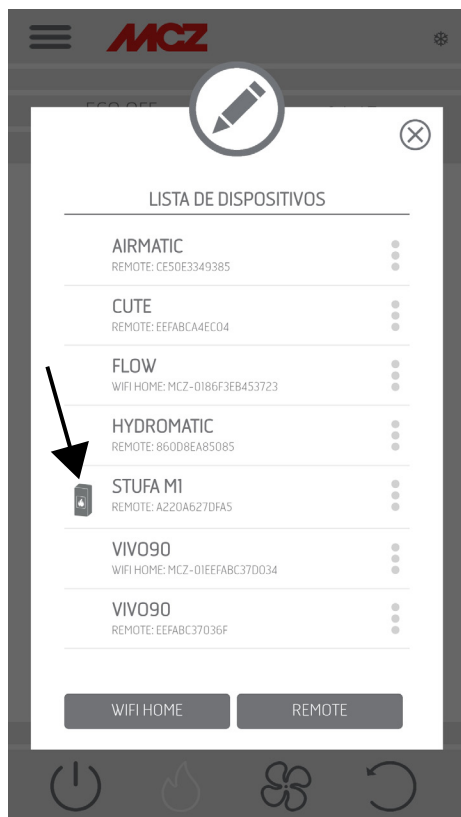 MCZ
LISTA DE DISPOSITIVOS
AIRMATIC
REMOTE: CE50E3349385
CUTE
REMOTE: EEFABCA4EC04
FLOW
WIFI HOME: MCZ-0186F3EB453723
HYDROMATIC
REMOTE: 860D8EA85085
STUFA M1
REMOTE: A220A627DFA5
VIVO90
WIFI HOME: MCZ-01EEFABC37D034
VIVO90
REMOTE: EEFABC37036F
WIFI HOME
REMOTE